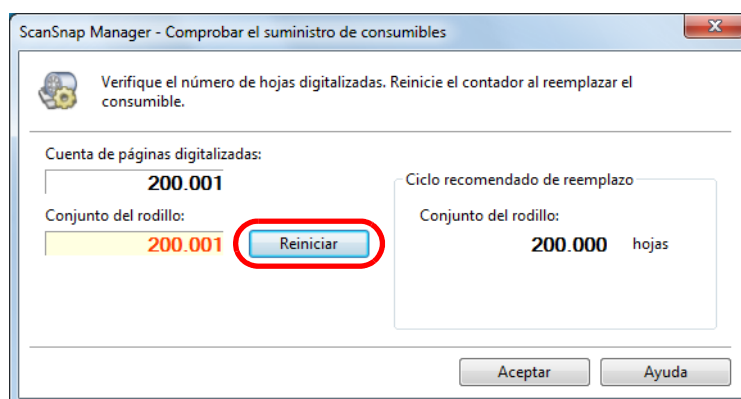 ScanSnap Manager - Comprobar el suministro de consumibles
Verifique el número de hojas digitalizadas. Reinicie el contador al reemplazar el
consumible.
Cuenta de páginas digitalizadas:
200.001
Conjunto del rodillo:
200.001
Reiniciar
Ciclo recomendado de reemplazo
Conjunto del rodillo:
200.000 hojas
Aceptar
Ayuda